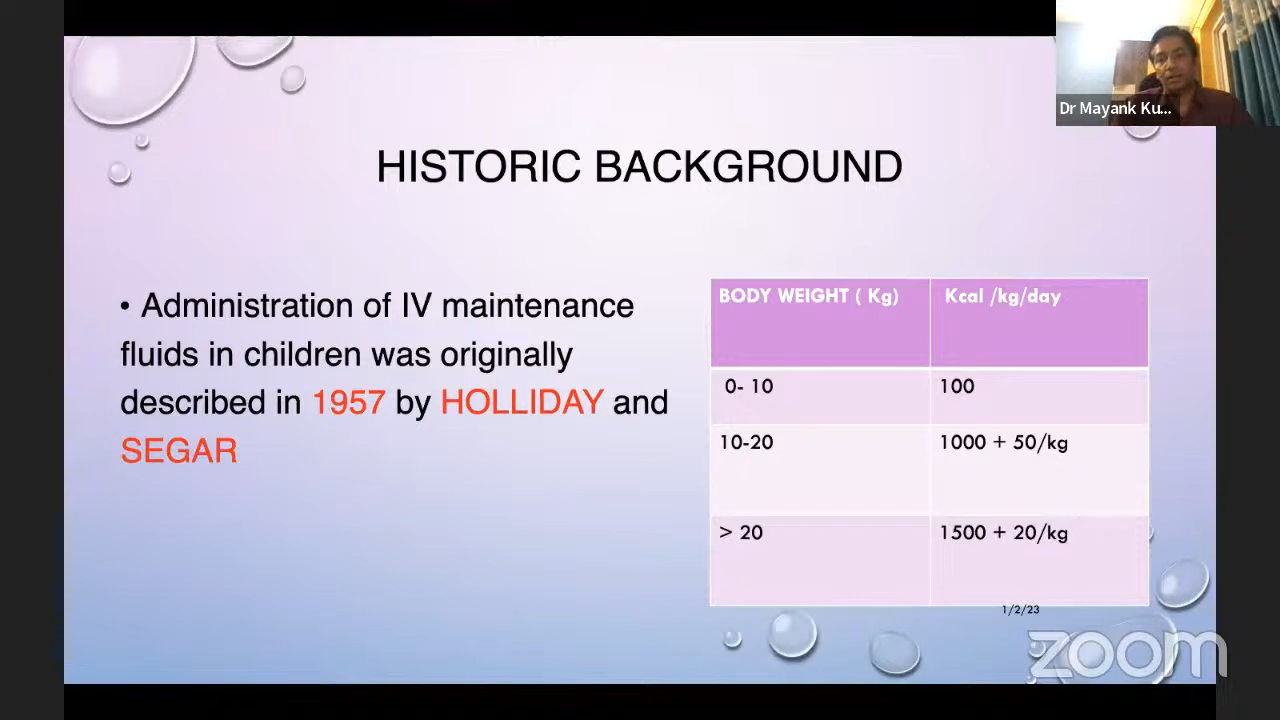 Dr Mayank Ku...
HISTORIC BACKGROUND
• Administration of IV maintenance
fluids in children was originally
described in 1957 by HOLLIDAY and
SEGAR
BODY WEIGHT ( Kg) Kcal /kg/day
0- 10 100
10-20 1000 + 50/kg
> 20 1500 + 20/kg
1/2/23
zoom